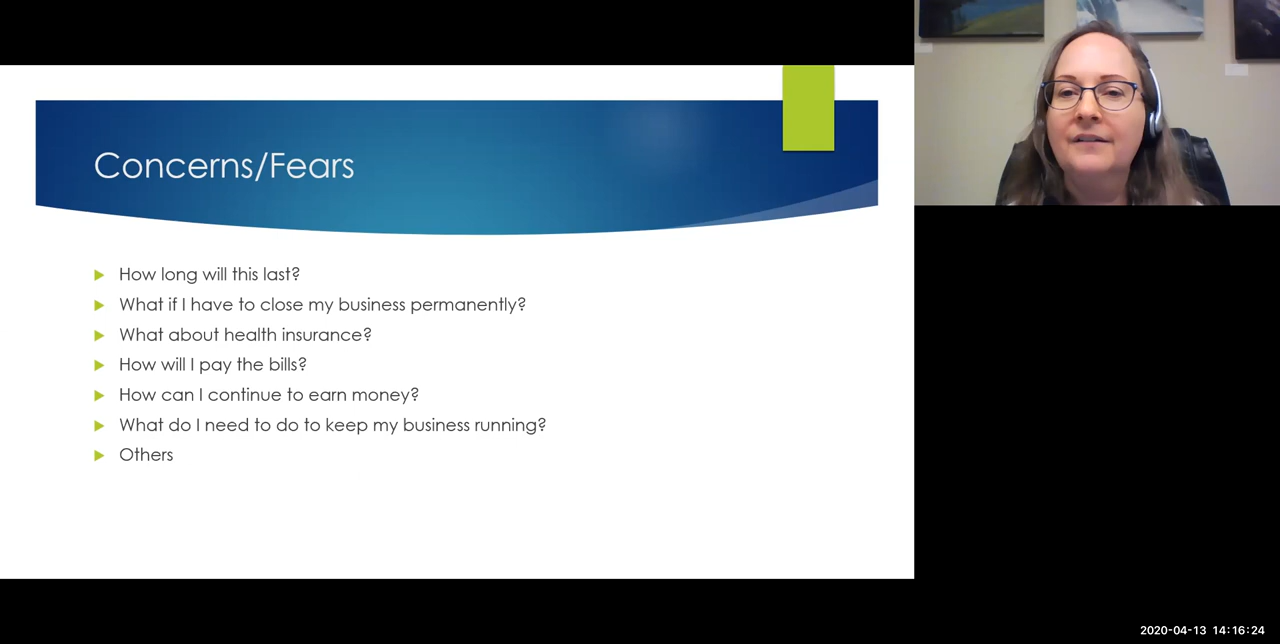 Concerns/Fears
How long will this last?
What if I have to close my business permanently?
What about health insurance?
How will I pay the bills?
How can I continue to earn money?
What do I need to do to keep my business running?
Others
2020-04-13 14:16:24